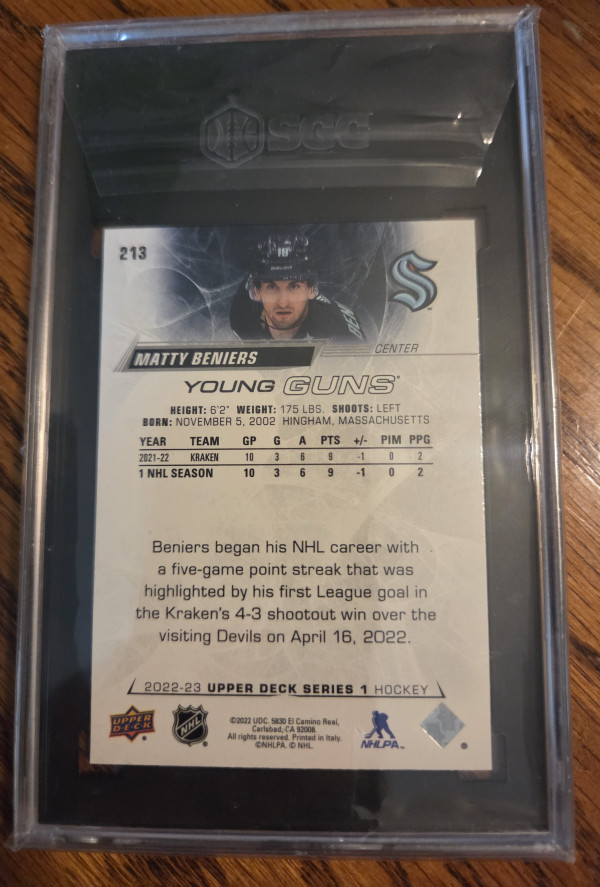 SGC
213
18
S
MATTY BENIERS
CENTER
YOUNG GUNS®
HEIGHT: 6'2" WEIGHT: 175 LBS. SHOOTS: LEFT
BORN: NOVEMBER 5, 2002 HINGHAM, MASSACHUSETTS
YEAR TEAM GP G A PTS +/- PIM PPG
2021-22 KRAKEN 10 3 6 9 -1 0 2
1 NHL SEASON 10 3 6 9 -1 0 2
Beniers began his NHL career with
a five-game point streak that was
highlighted by his first League goal in
the Kraken's 4-3 shootout win over the
visiting Devils on April 16, 2022.
2022-23 UPPER DECK SERIES 1 HOCKEY
UPPER DECK
NHL
©2022 UDC. 5830 El Camino Real,
Carlsbad, CA 92008.
All rights reserved. Printed in Italy.
©NHLPA. © NHL.
NHLPA™